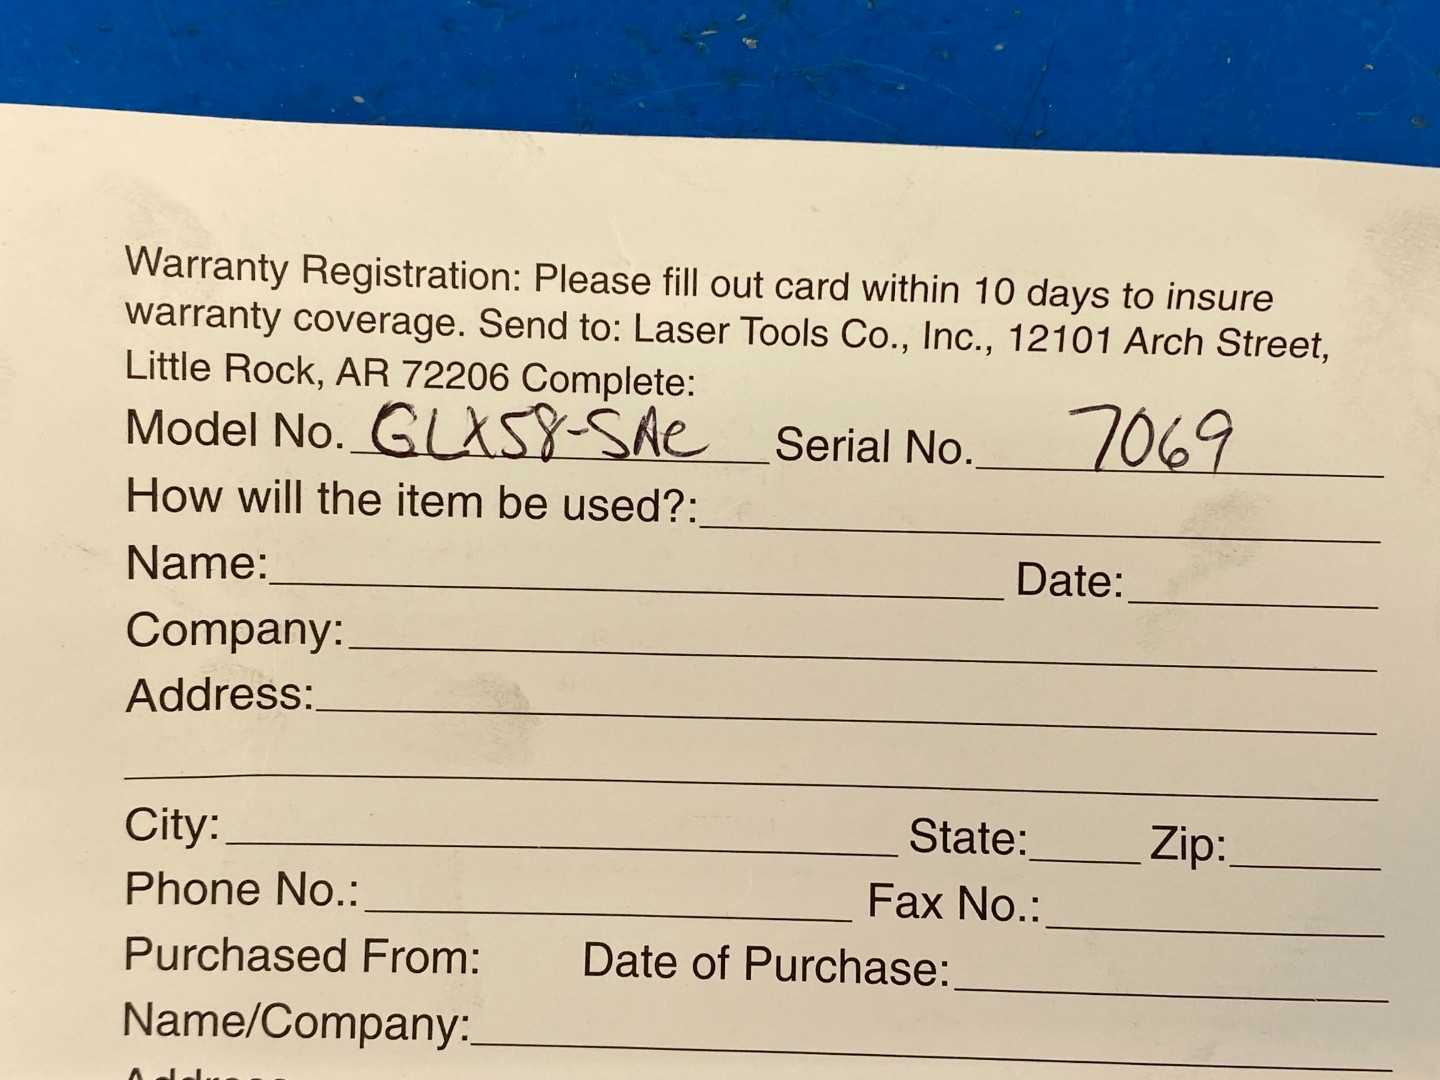 Warranty Registration: Please fill out card within 10 days to insure
warranty coverage. Send to: Laser Tools Co., Inc., 12101 Arch Street,
Little Rock, AR 72206 Complete:
Model No. GLX58-SAC Serial No. 7069
How will the item be used?:
Name: Date:
Company:
Address:
City: State: Zip:
Phone No.: Fax No.:
Purchased From: Date of Purchase:
Name/Company: